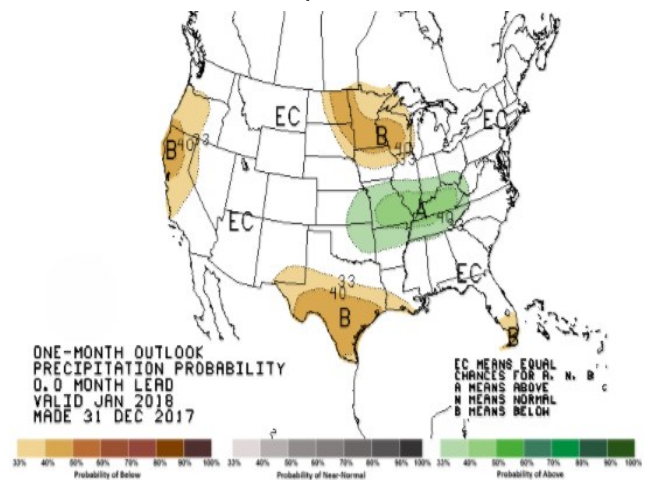 EC
EC
B
B
40
33
40
33
A
40
33
EC
EC
33
40
B
B
ONE-MONTH OUTLOOK
PRECIPITATION PROBABILITY
0.0 MONTH LEAD
VALID JAN 2018
MADE 31 DEC 2017
EC MEANS EQUAL
CHANCES FOR A, N, B
A MEANS ABOVE
N MEANS NORMAL
B MEANS BELOW
33% 40% 50% 60% 70% 80% 90% 100%
Probability of Below
33% 40% 50% 60% 70% 80% 90% 100%
Probability of Near-Normal
33% 40% 50% 60% 70% 80% 90% 100%
Probability of Above